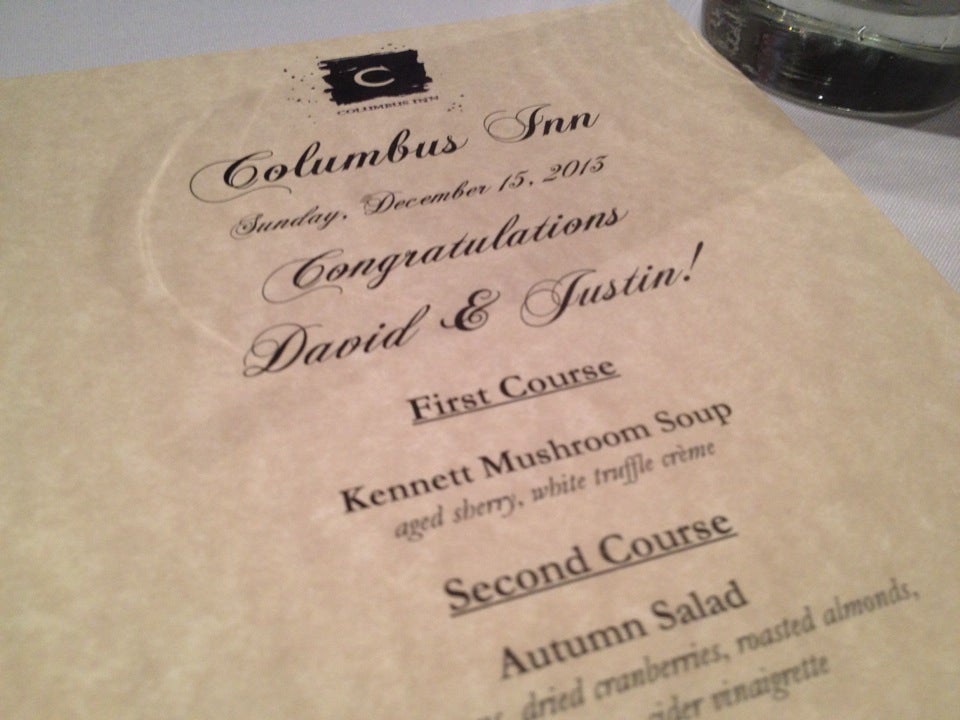 C
COLUMBUS INN
Columbus Inn
Sunday, December 15, 2013
Congratulations
David & Justin!
First Course
Kennett Mushroom Soup
aged sherry, white truffle crème
Second Course
Autumn Salad
dried cranberries, roasted almonds,
vinaigrette